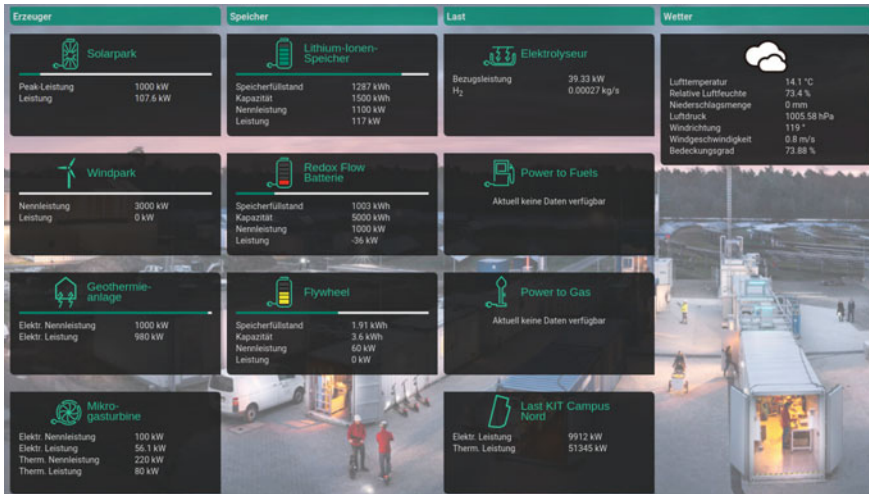 Erzeuger
Solarpark
Peak-Leistung 1000 kW
Leistung 107.6 kW
Windpark
Nennleistung 3000 kW
Leistung 0 kW
Geothermie-
anlage
Elektr. Nennleistung 1000 kW
Elektr. Leistung 980 kW
Mikro-
gasturbine
Elektr. Nennleistung 100 kW
Elektr. Leistung 56.1 kW
Therm. Nennleistung 220 kW
Therm. Leistung 80 kW
Speicher
Lithium-Ionen-
Speicher
Speicherfüllstand 1287 kWh
Kapazität 1500 kWh
Nennleistung 1100 kW
Leistung 117 kW
Redox Flow
Batterie
Speicherfüllstand 1003 kWh
Kapazität 5000 kWh
Nennleistung 1000 kW
Leistung -36 kW
Flywheel
Speicherfüllstand 1.91 kWh
Kapazität 3.6 kWh
Nennleistung 60 kW
Leistung 0 kW
Last
Elektrolyseur
Bezugsleistung 39.33 kW
H₂ 0.00027 kg/s
Power to Fuels
Aktuell keine Daten verfügbar
Power to Gas
Aktuell keine Daten verfügbar
Last KIT Campus
Nord
Elektr. Leistung 9912 kW
Therm. Leistung 51345 kW
Wetter
Lufttemperatur 14.1 °C
Relative Luftfeuchte 73.4 %
Niederschlagsmenge 0 mm
Luftdruck 1005.58 hPa
Windrichtung 119 °
Windgeschwindigkeit 0.8 m/s
Bedeckungsgrad 73.88 %